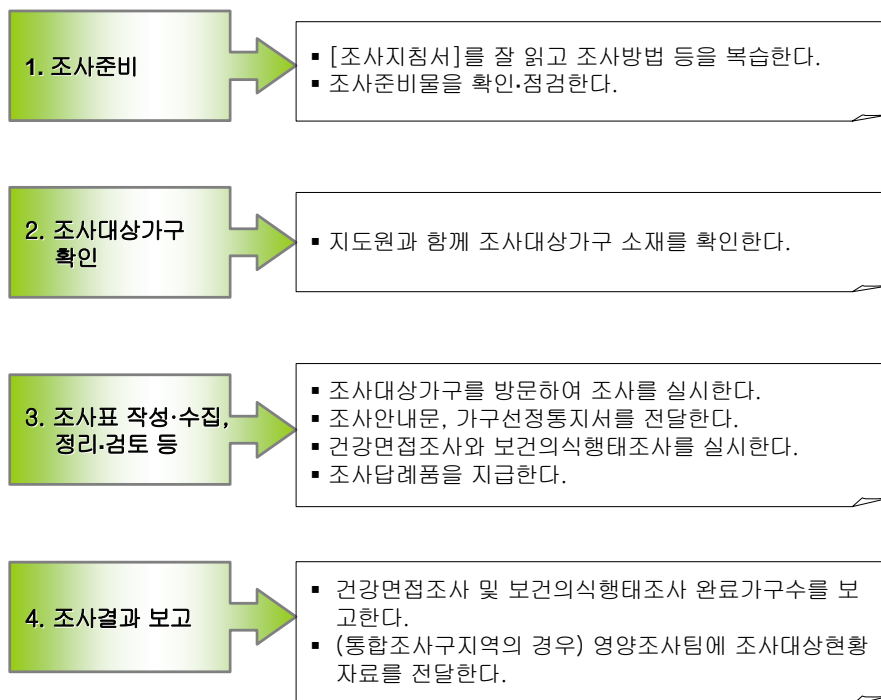 1. 조사준비
▪ [조사지침서]를 잘 읽고 조사방법 등을 복습한다.
▪ 조사준비물을 확인·점검한다.
2. 조사대상가구
확인
▪ 지도원과 함께 조사대상가구 소재를 확인한다.
3. 조사표 작성·수집,
정리·검토 등
▪ 조사대상가구를 방문하여 조사를 실시한다.
▪ 조사안내문, 가구선정통지서를 전달한다.
▪ 건강면접조사와 보건의식행태조사를 실시한다.
▪ 조사답례품을 지급한다.
4. 조사결과 보고
▪ 건강면접조사 및 보건의식행태조사 완료가구수를 보
고한다.
▪ (통합조사구지역의 경우) 영양조사팀에 조사대상현황
자료를 전달한다.